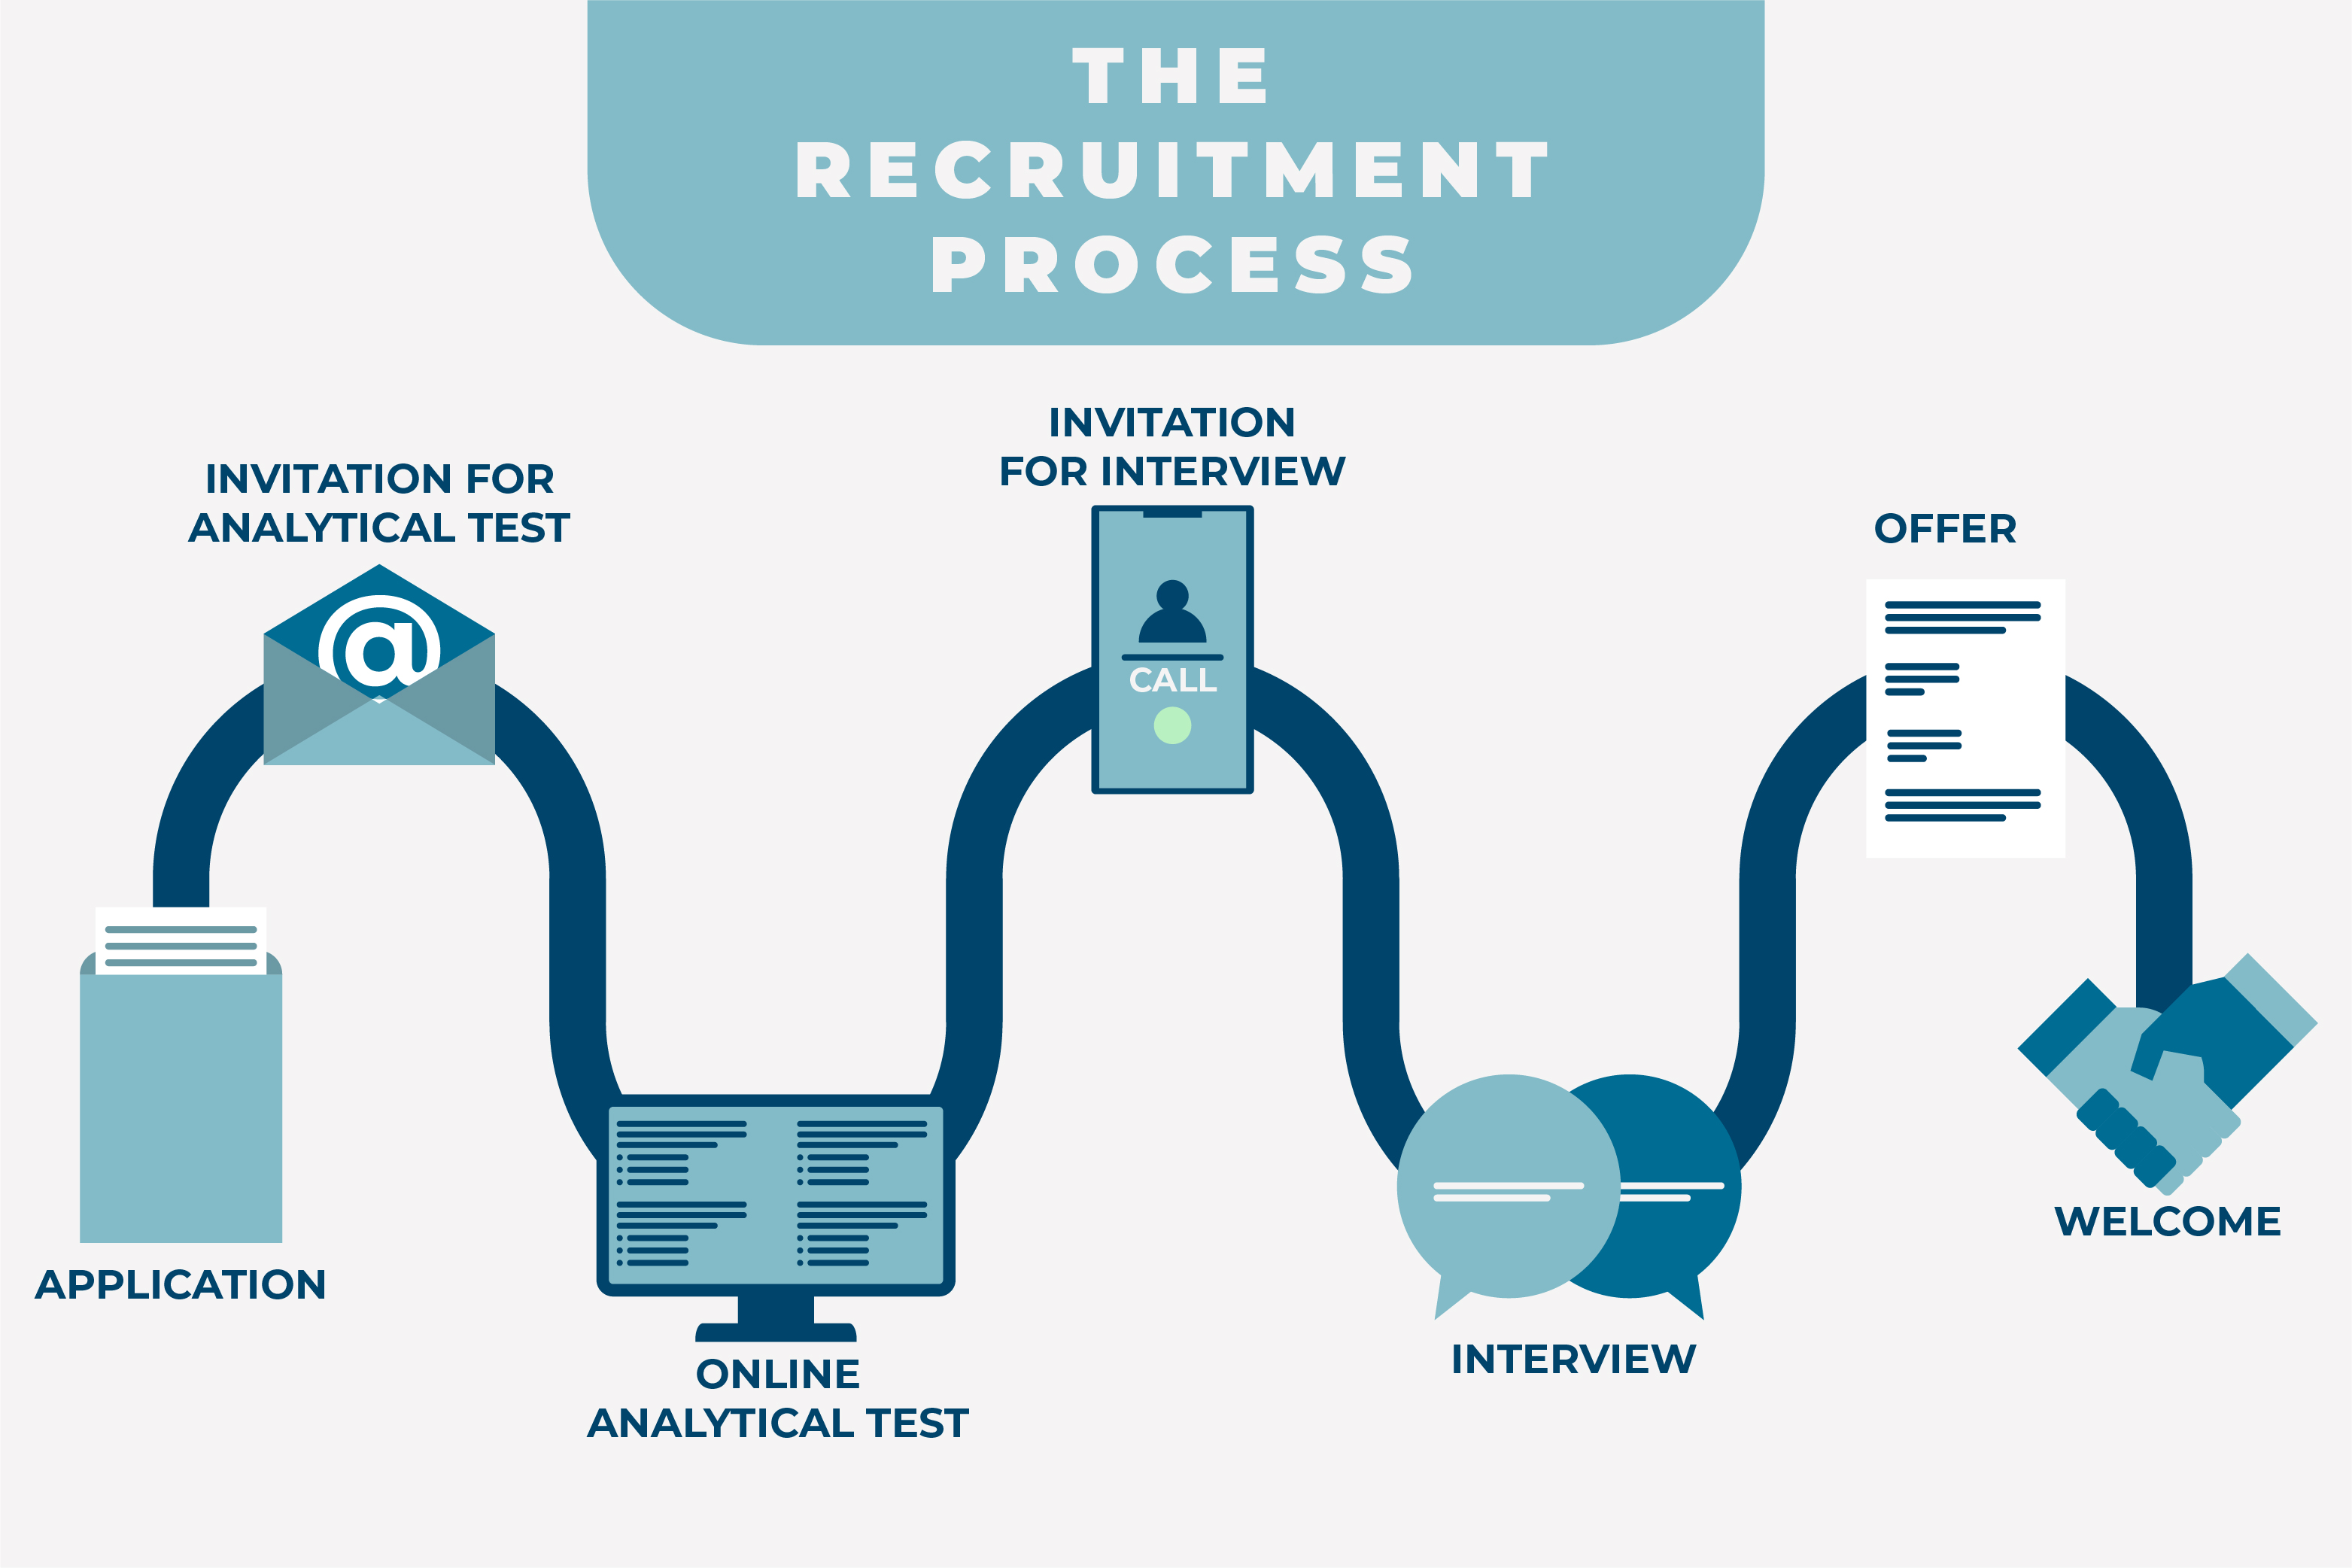 THE
RECRUITMENT
PROCESS
INVITATION FOR
ANALYTICAL TEST
INVITATION
FOR INTERVIEW
OFFER
@
CALL
APPLICATION
ONLINE
ANALYTICAL TEST
INTERVIEW
WELCOME